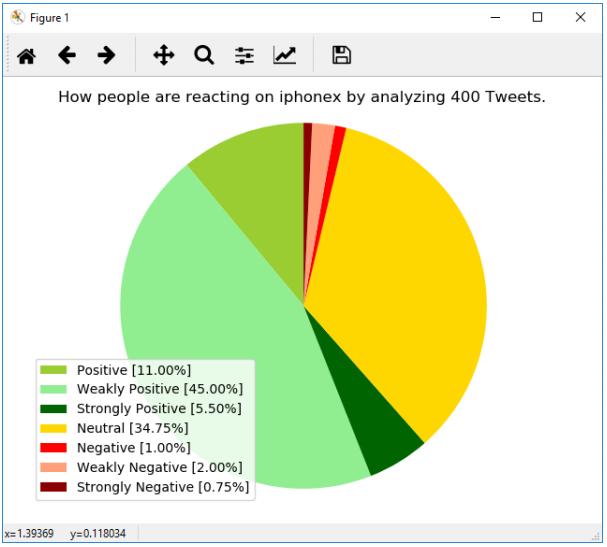 Figure 1
How people are reacting on iphonex by analyzing 400 Tweets.
Positive [11.00%]
Weakly Positive [45.00%]
Strongly Positive [5.50%]
Neutral [34.75%]
Negative [1.00%]
Weakly Negative [2.00%]
Strongly Negative [0.75%]
x=1.39369 y=0.118034